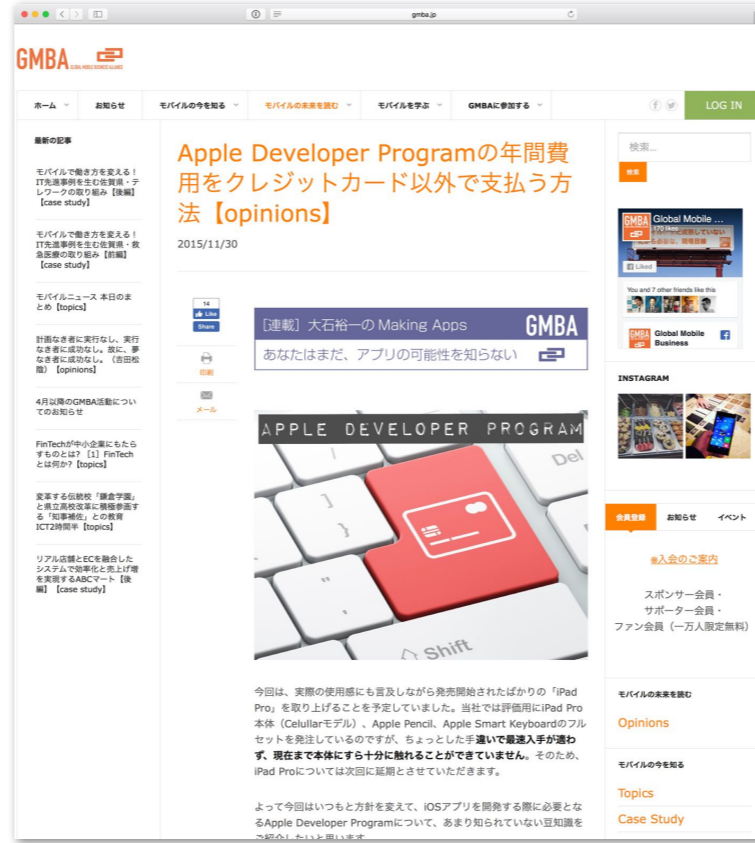 gmba.jp
GMBA
GLOBAL MOBILE BUSINESS ALLIANCE
ホーム
お知らせ
モバイルの今を知る
モバイルの未来を読む
モバイルを学ぶ
GMBAに参加する
LOG IN
最新の記事
モバイルで働き方を変える!
IT先進事例を生む佐賀県・テ
レワークの取り組み【後編】
【case study】
モバイルで働き方を変える!
IT先進事例を生む佐賀県・救
急医療の取り組み【前編】
【case study】
モバイルニュース 本日のま
とめ【topics】
計画なき者に実行なし、実行
なき者に成功なし。故に、夢
なき者に成功なし。(吉田松
陰)【opinions】
4月以降のGMBA活動につい
てのお知らせ
FinTechが中小企業にもたら
すものとは? [1] FinTech
とは何か?【topics】
変革する伝統校「鎌倉学園」
と県立高校改革に積極参画す
る「知事補佐」との教育
ICT2時間半【topics】
リアル店舗とECを融合した
システムで効率化と売上げ増
を実現するABCマート【後
編】【case study】
Apple Developer Programの年間費
用をクレジットカード以外で支払う方
法【opinions】
2015/11/30
14
Like
Share
印刷
メール
[連載] 大石裕一の Making Apps
GMBA
あなたはまだ、アプリの可能性を知らない
APPLE DEVELOPER PROGRAM
Del
}
]
"
;
Shift
今回は、実際の使用感にも言及しながら発売開始されたばかりの「iPad
Pro」を取り上げることを予定していました。当社では評価用にiPad Pro
本体(Celullarモデル)、Apple Pencil、Apple Smart Keyboardのフル
セットを発注しているのですが、ちょっとした手違いで最速入手が適わ
ず、現在まで本体にすら十分に触れることができていません。そのため、
iPad Proについては次回に延期とさせていただきます。
よって今回はいつもと方針を変えて、iOSアプリを開発する際に必要とな
るApple Developer Programについて、あまり知られていない豆知識を
ご紹介したいと思います。
検索...
検索
GMBA
Global Mobile ...
170 likes
Liked
You and 7 other friends like this
GMBA
Global Mobile
Business
INSTAGRAM
会員登録
お知らせ
イベント
※入会のご案内
スポンサー会員・
サポーター会員・
ファン会員(一万人限定無料)
モバイルの未来を読む
Opinions
モバイルの今を知る
Topics
Case Study